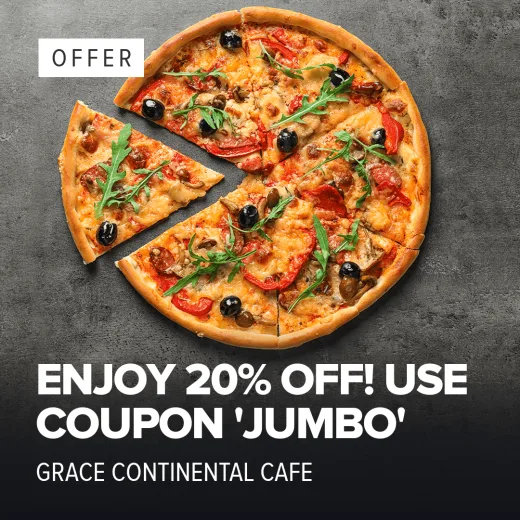 OFFER
ENJOY 20% OFF! USE
COUPON 'JUMBO'
GRACE CONTINENTAL CAFE